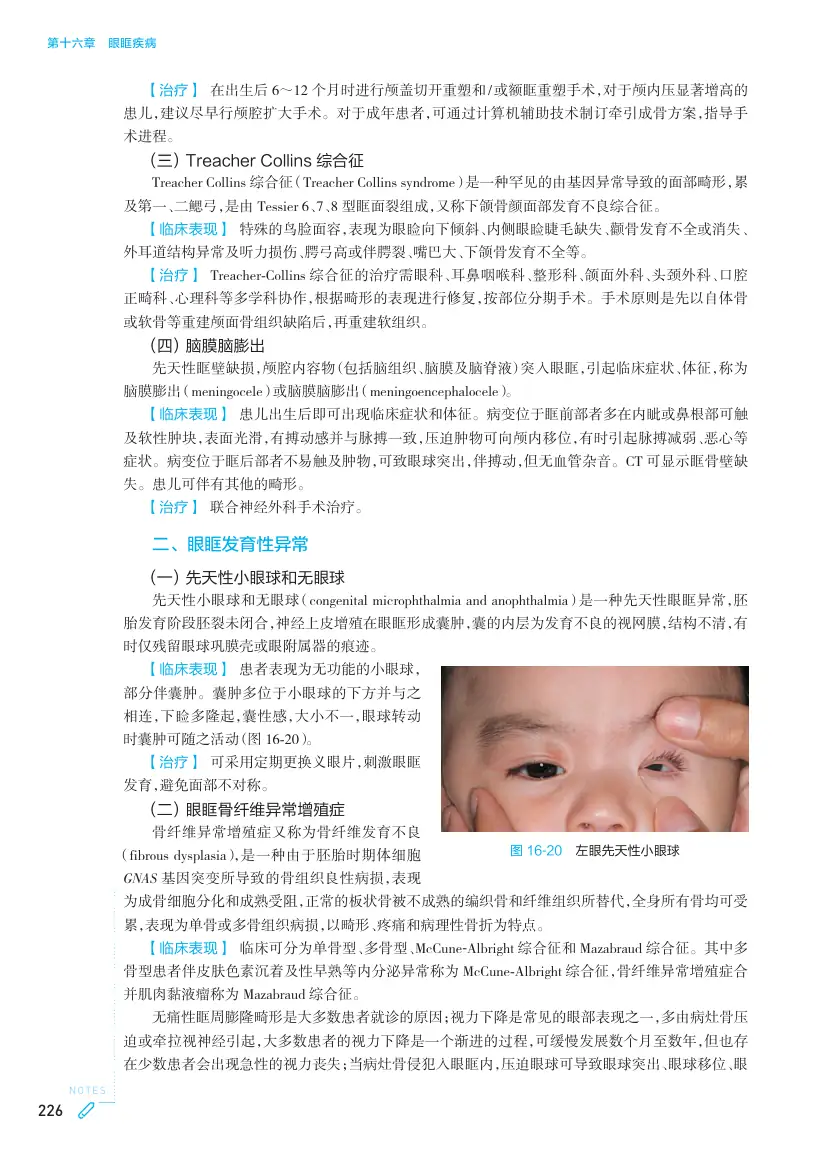 第十六章 眼眶疾病
【治疗】 在出生后 6～12 个月时进行颅盖切开重塑和/或额眶重塑手术，对于颅内压显著增高的
患儿，建议尽早行颅腔扩大手术。对于成年患者，可通过计算机辅助技术制订牵引成骨方案，指导手
术进程。
（三）Treacher Collins 综合征
Treacher Collins 综合征（Treacher Collins syndrome）是一种罕见的由基因异常导致的面部畸形，累
及第一、二鳃弓，是由 Tessier 6、7、8 型眶面裂组成，又称下颌骨颜面部发育不良综合征。
【临床表现】 特殊的鸟脸面容，表现为眼睑向下倾斜、内侧眼睑睫毛缺失、颧骨发育不全或消失、
外耳道结构异常及听力损伤、腭弓高或伴腭裂、嘴巴大、下颌骨发育不全等。
【治疗】 Treacher-Collins 综合征的治疗需眼科、耳鼻咽喉科、整形科、颌面外科、头颈外科、口腔
正畸科、心理科等多学科协作，根据畸形的表现进行修复，按部位分期手术。手术原则是先以自体骨
或软骨等重建颅面骨组织缺陷后，再重建软组织。
（四）脑膜脑膨出
先天性眶壁缺损，颅腔内容物（包括脑组织、脑膜及脑脊液）突入眼眶，引起临床症状、体征，称为
脑膜膨出（meningocele）或脑膜脑膨出（meningoencephalocele）。
【临床表现】 患儿出生后即可出现临床症状和体征。病变位于眶前部者多在内眦或鼻根部可触
及软性肿块，表面光滑，有搏动感并与脉搏一致，压迫肿物可向颅内移位，有时引起脉搏减弱、恶心等
症状。病变位于眶后部者不易触及肿物，可致眼球突出，伴搏动，但无血管杂音。CT 可显示眶骨壁缺
失。患儿可伴有其他的畸形。
【治疗】 联合神经外科手术治疗。
二、眼眶发育性异常
（一）先天性小眼球和无眼球
先天性小眼球和无眼球（congenital microphthalmia and anophthalmia）是一种先天性眼眶异常，胚
胎发育阶段胚裂未闭合，神经上皮增殖在眼眶形成囊肿，囊的内层为发育不良的视网膜，结构不清，有
时仅残留眼球巩膜壳或眼附属器的痕迹。
【临床表现】 患者表现为无功能的小眼球，
部分伴囊肿。囊肿多位于小眼球的下方并与之
相连，下睑多隆起，囊性感，大小不一，眼球转动
时囊肿可随之活动（图 16-20）。
【治疗】 可采用定期更换义眼片，刺激眼眶
发育，避免面部不对称。
（二）眼眶骨纤维异常增殖症
骨纤维异常增殖症又称为骨纤维发育不良
（fibrous dysplasia），是一种由于胚胎时期体细胞
GNAS 基因突变所导致的骨组织良性病损，表现
图 16-20 左眼先天性小眼球
为成骨细胞分化和成熟受阻，正常的板状骨被不成熟的编织骨和纤维组织所替代，全身所有骨均可受
累，表现为单骨或多骨组织病损，以畸形、疼痛和病理性骨折为特点。
【临床表现】 临床可分为单骨型、多骨型、McCune-Albright 综合征和 Mazabraud 综合征。其中多
骨型患者伴皮肤色素沉着及性早熟等内分泌异常称为 McCune-Albright 综合征，骨纤维异常增殖症合
并肌肉黏液瘤称为 Mazabraud 综合征。
无痛性眶周膨隆畸形是大多数患者就诊的原因；视力下降是常见的眼部表现之一，多由病灶骨压
迫或牵拉视神经引起，大多数患者的视力下降是一个渐进的过程，可缓慢发展数个月至数年，但也存
在少数患者会出现急性的视力丧失；当病灶骨侵犯入眼眶内，压迫眼球可导致眼球突出、眼球移位、眼
NOTES
226